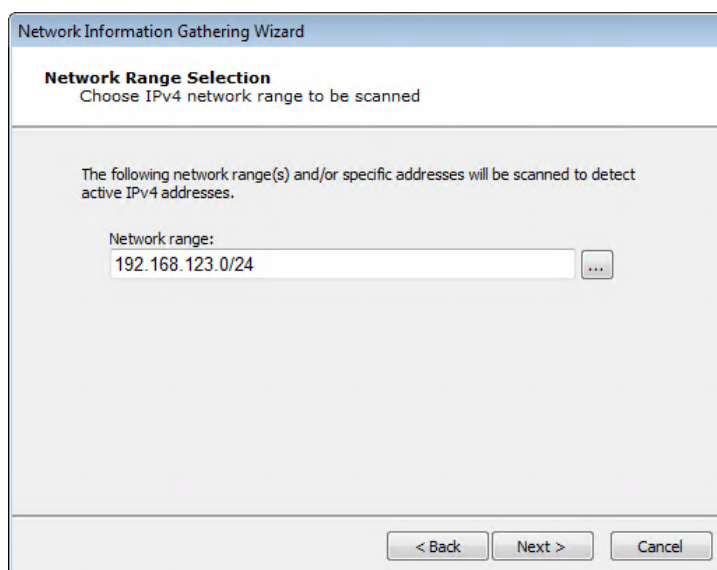 Network Information Gathering Wizard
Network Range Selection
Choose IPv4 network range to be scanned
The following network range(s) and/or specific addresses will be scanned to detect
active IPv4 addresses.
Network range:
192.168.123.0/24
...
< Back
Next >
Cancel